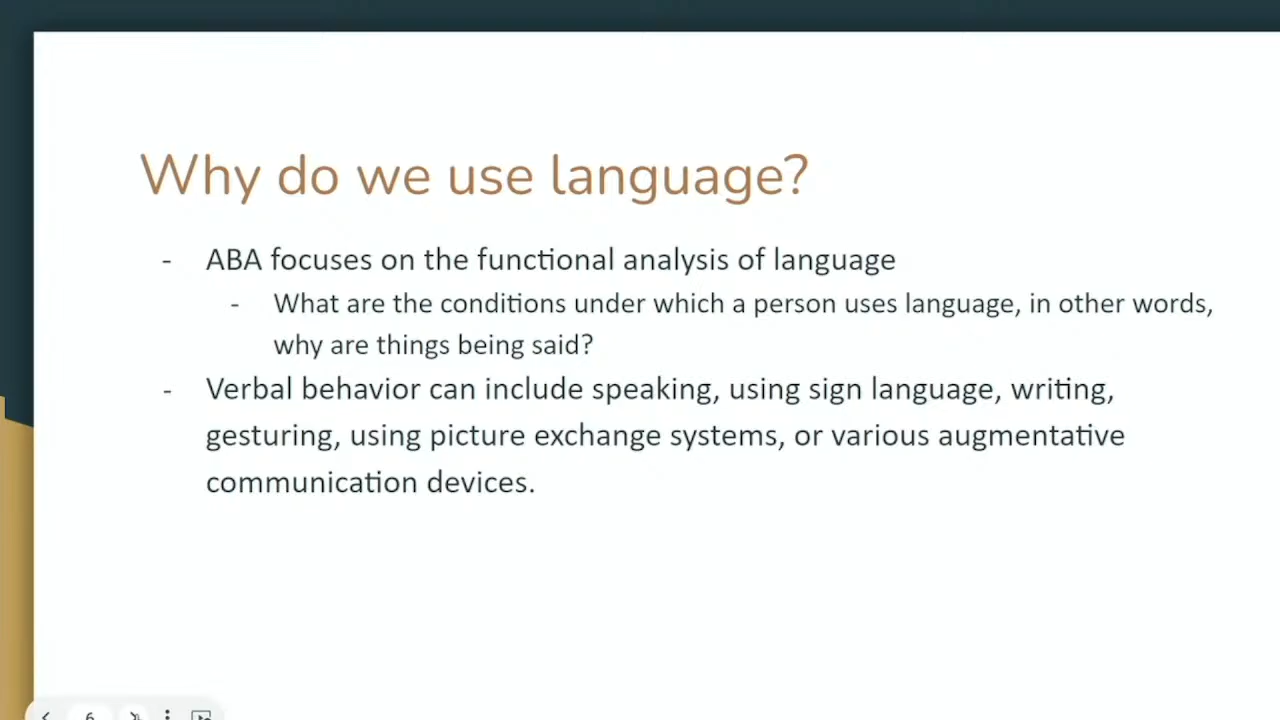 Why do we use language?
- ABA focuses on the functional analysis of language
- What are the conditions under which a person uses language, in other words,
why are things being said?
- Verbal behavior can include speaking, using sign language, writing,
gesturing, using picture exchange systems, or various augmentative
communication devices.
6